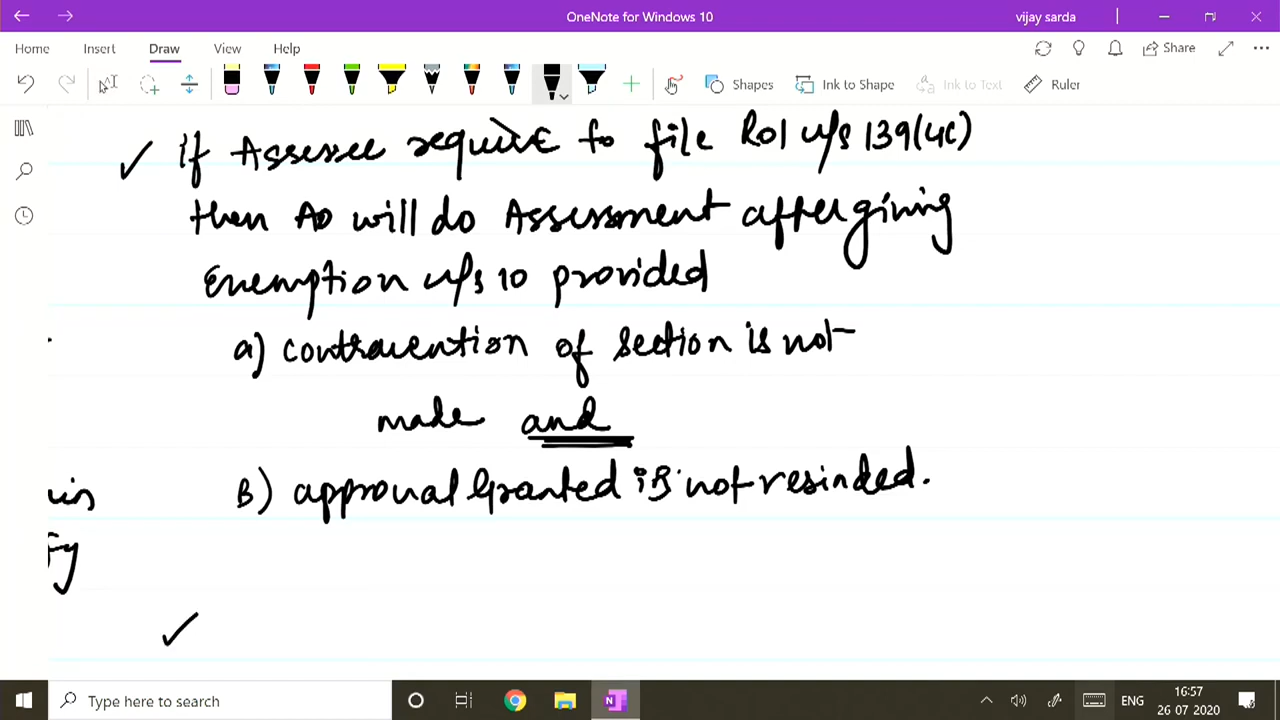 OneNote for Windows 10
vijay sarda
Home Insert Draw View Help
Share
Shapes Ink to Shape Ink to Text Ruler
If Assessee require to file ROI u/s 139(4C)
then AO will do Assessment after giving
Exemption u/s 10 provided
a) contravention of section is not
made and
B) approval Granted is not resinded.
Fy
Type here to search
ENG
16:57
26-07-2020
3